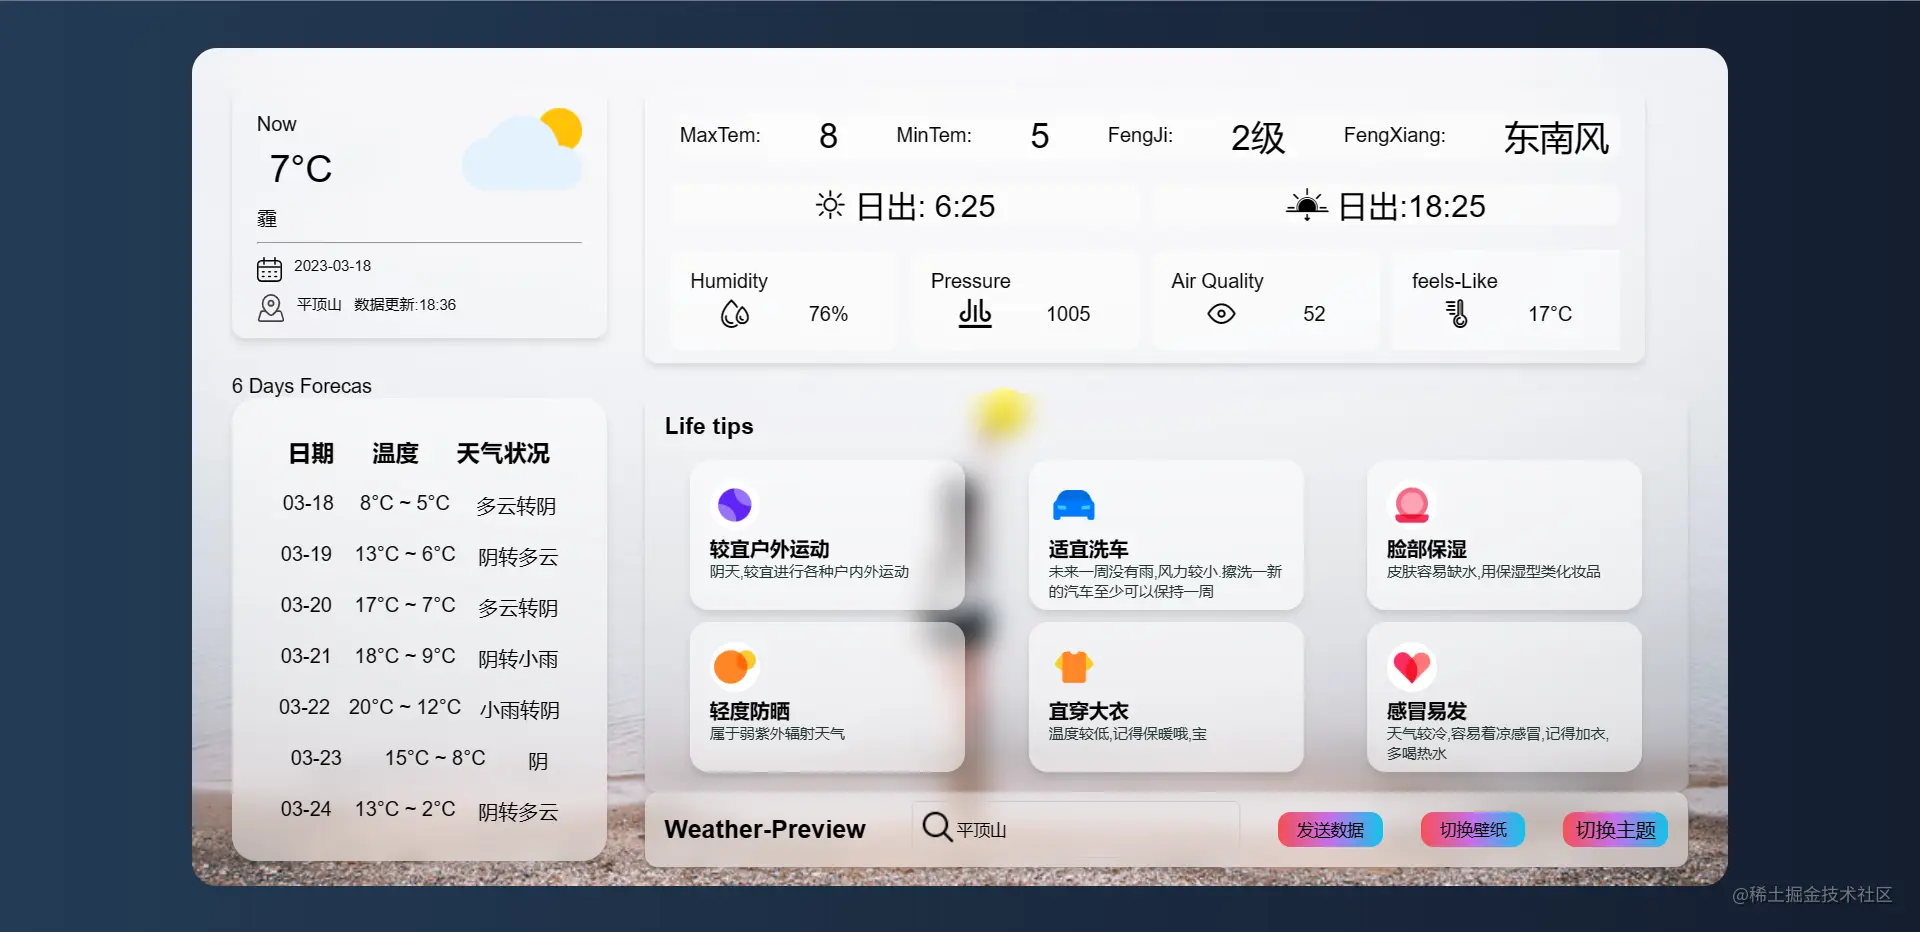 Now
7°C
霾
2023-03-18
平顶山 数据更新:18:36
MaxTem: 8 MinTem: 5 FengJi: 2级 FengXiang: 东南风
日出: 6:25 日出:18:25
Humidity Pressure Air Quality feels-Like
76% 1005 52 17°C
6 Days Forecas
日期 温度 天气状况
03-18 8°C ~ 5°C 多云转阴
03-19 13°C ~ 6°C 阴转多云
03-20 17°C ~ 7°C 多云转阴
03-21 18°C ~ 9°C 阴转小雨
03-22 20°C ~ 12°C 小雨转阴
03-23 15°C ~ 8°C 阴
03-24 13°C ~ 2°C 阴转多云
Life tips
较宜户外运动
阴天,较宜进行各种户内外运动
适宜洗车
未来一周没有雨,风力较小.擦洗一新
的汽车至少可以保持一周
脸部保湿
皮肤容易缺水,用保湿型类化妆品
轻度防晒
属于弱紫外辐射天气
宜穿大衣
温度较低,记得保暖哦,宝
感冒易发
天气较冷,容易着凉感冒,记得加衣,
多喝热水
Weather-Preview 平顶山 发送数据 切换壁纸 切换主题
@稀土掘金技术社区